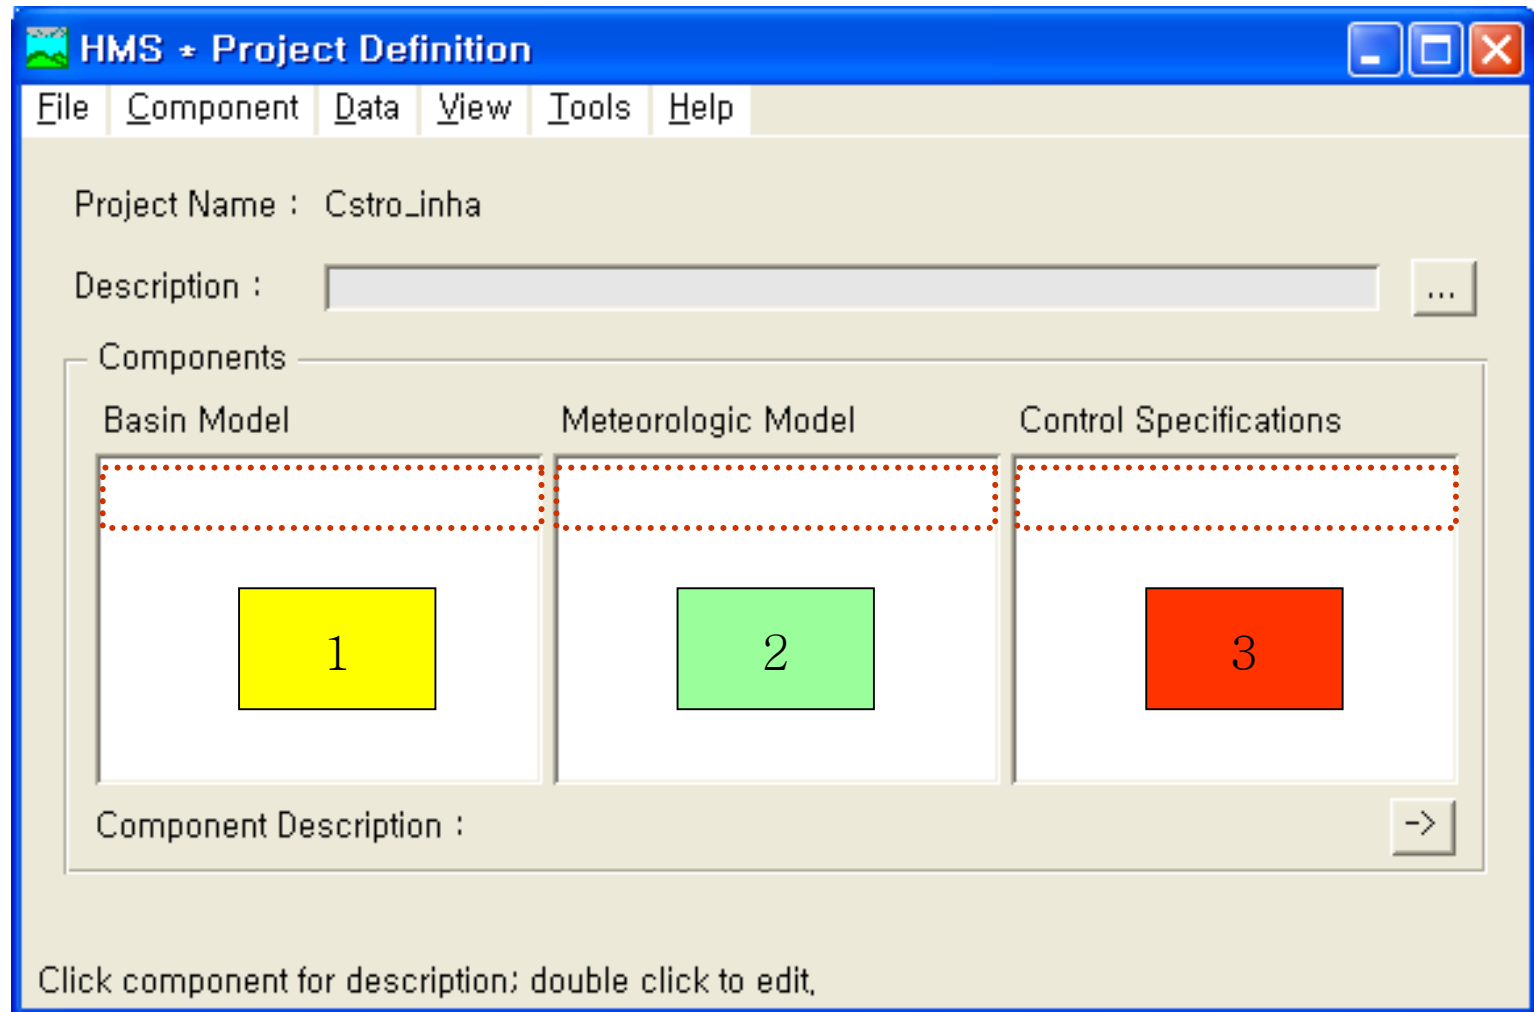 HMS * Project Definition
File Component Data View Tools Help
Project Name : Cstro_inha
Description : ...
Components
Basin Model Meteorologic Model Control Specifications
1 2 3
Component Description : ->
Click component for description; double click to edit.